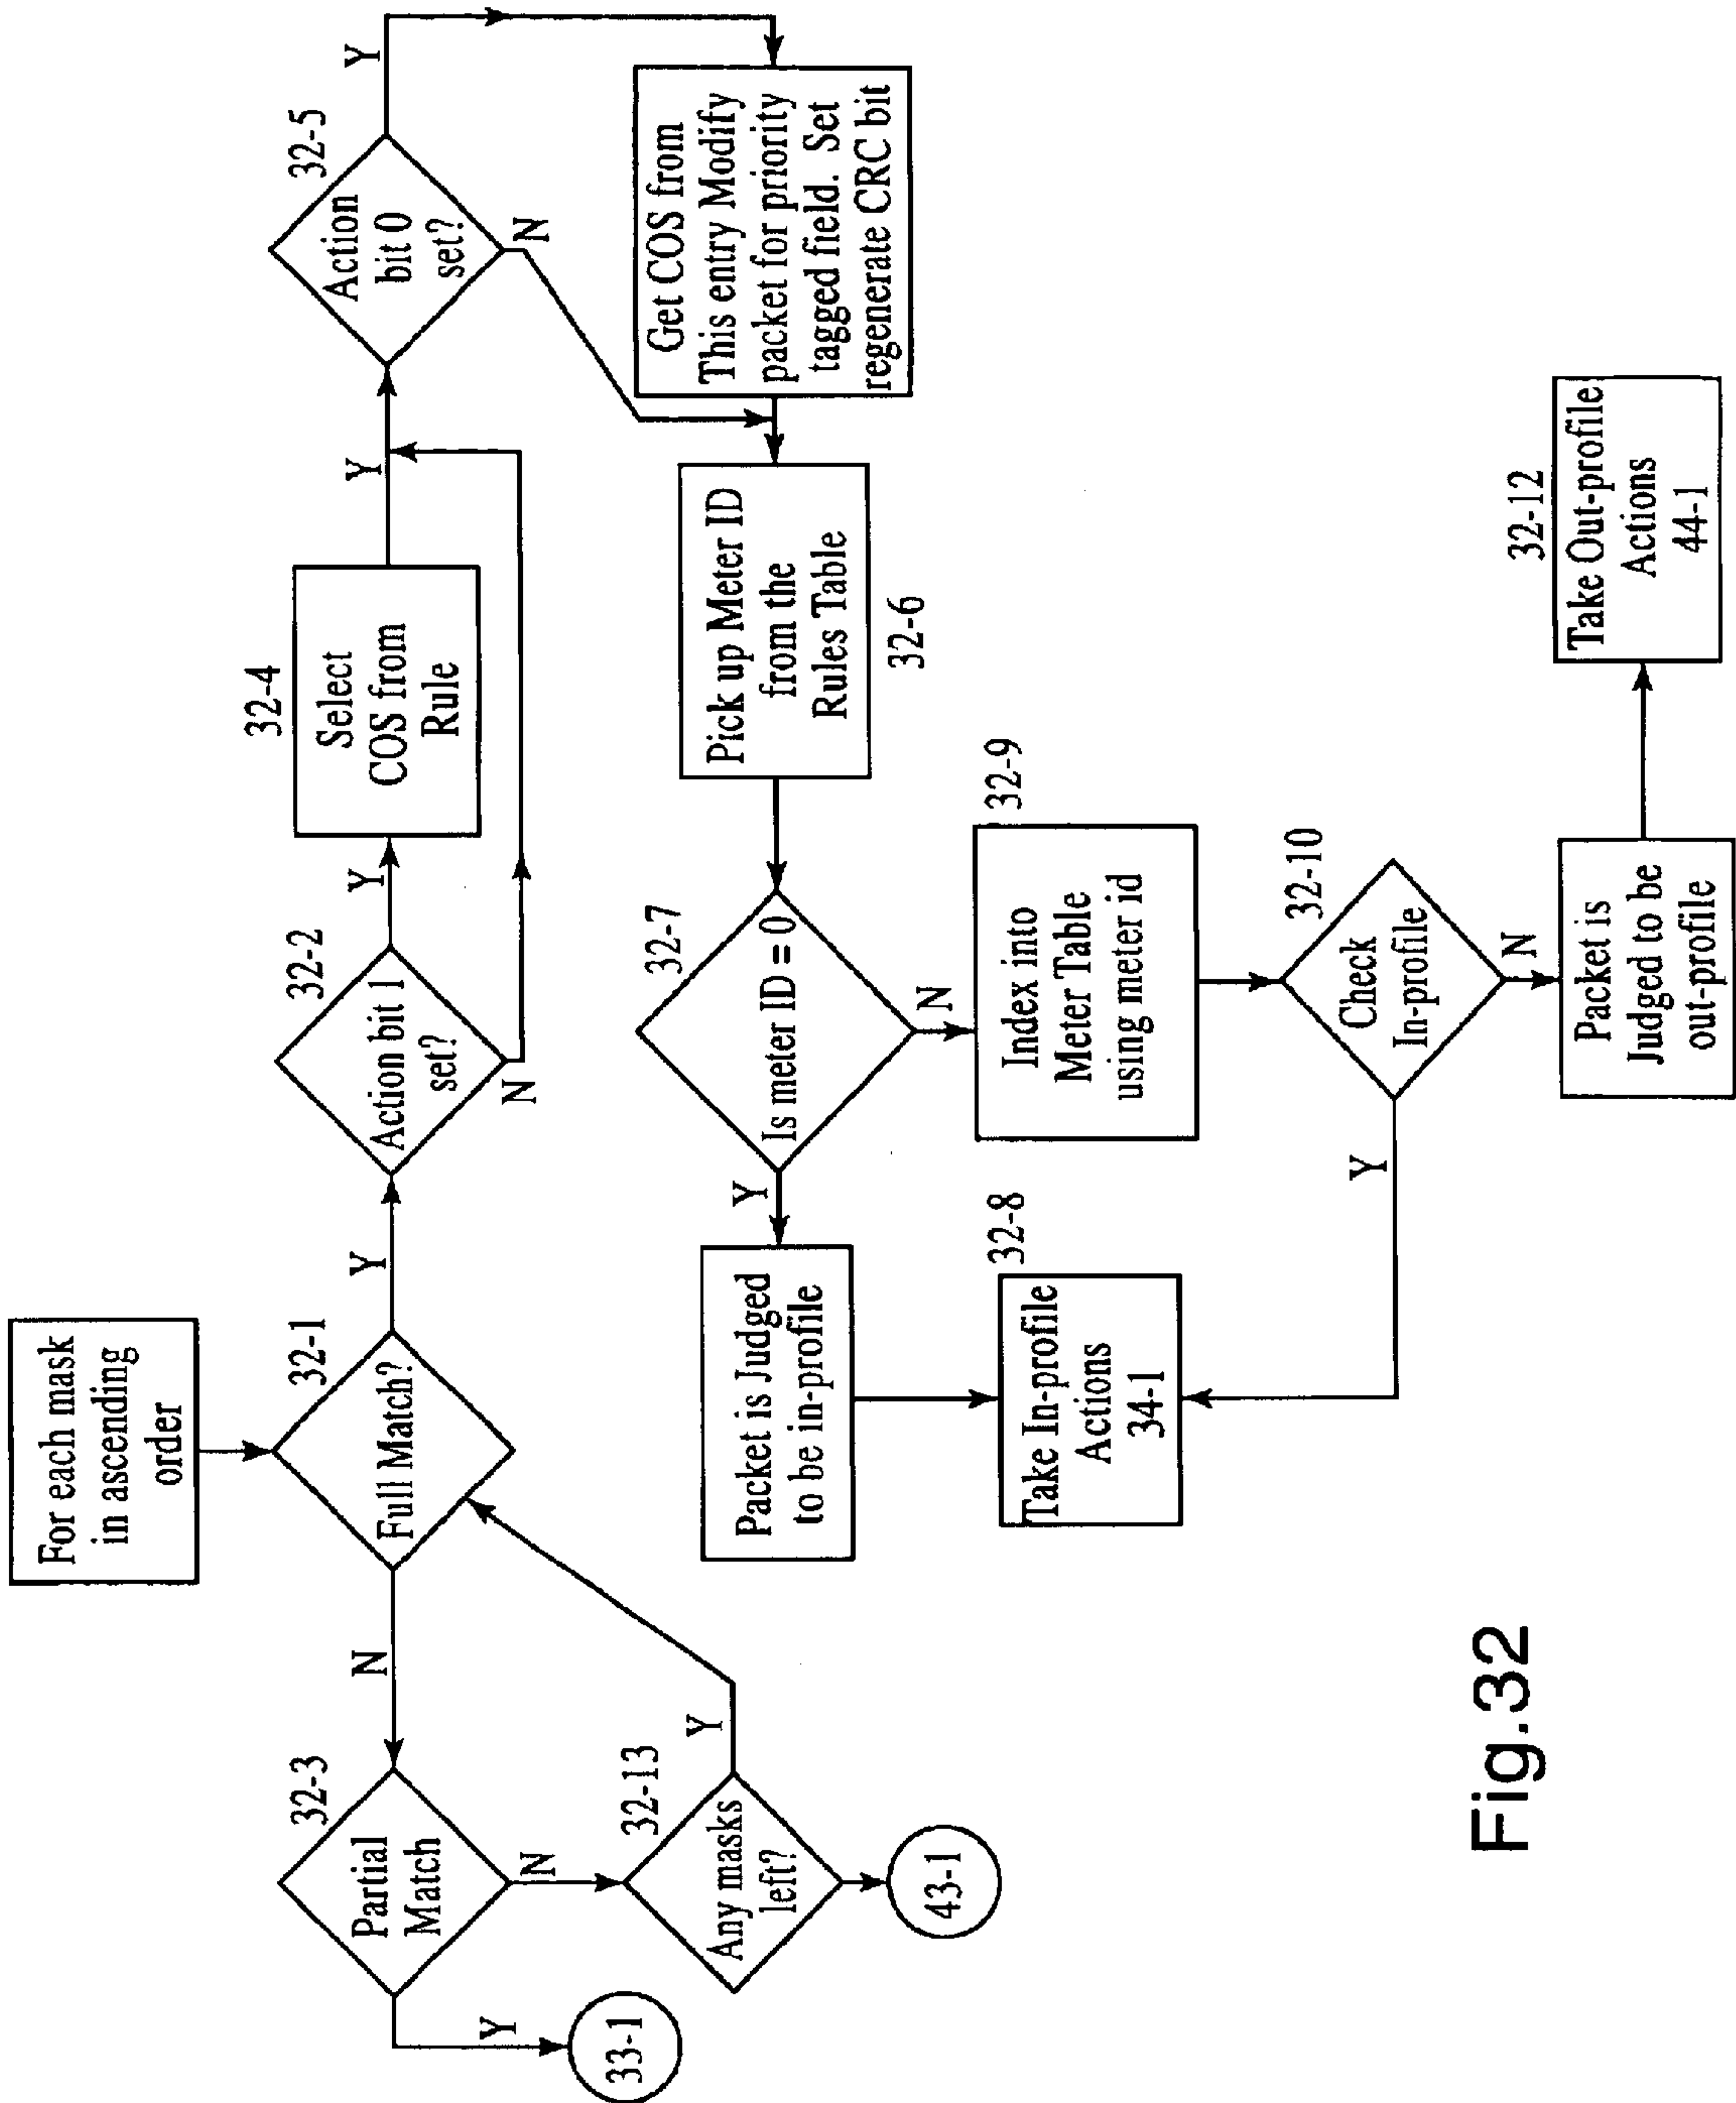 For each mask
in ascending
order
32-1
Full Match?
Y
N
32-2
Action bit 1
set?
Y
N
32-4
Select
COS from
Rule
Y
32-5
Action
bit 0
set?
Y
N
Get COS from
This entry Modify
packet for priority
tagged field. Set
regenerate CRC bit
32-3
Partial
Match
Y
N
33-1
32-13
Any masks
left?
Y
43-1
Pick up Meter ID
from the
Rules Table
32-6
32-7
Is meter ID = 0
Y
N
Packet is Judged
to be in-profile
32-8
Take In-profile
Actions
34-1
32-9
Index into
Meter Table
using meter id
32-10
Check
In-profile
Y
N
Packet is
Judged to be
out-profile
32-12
Take Out-profile
Actions
44-1
Fig.32